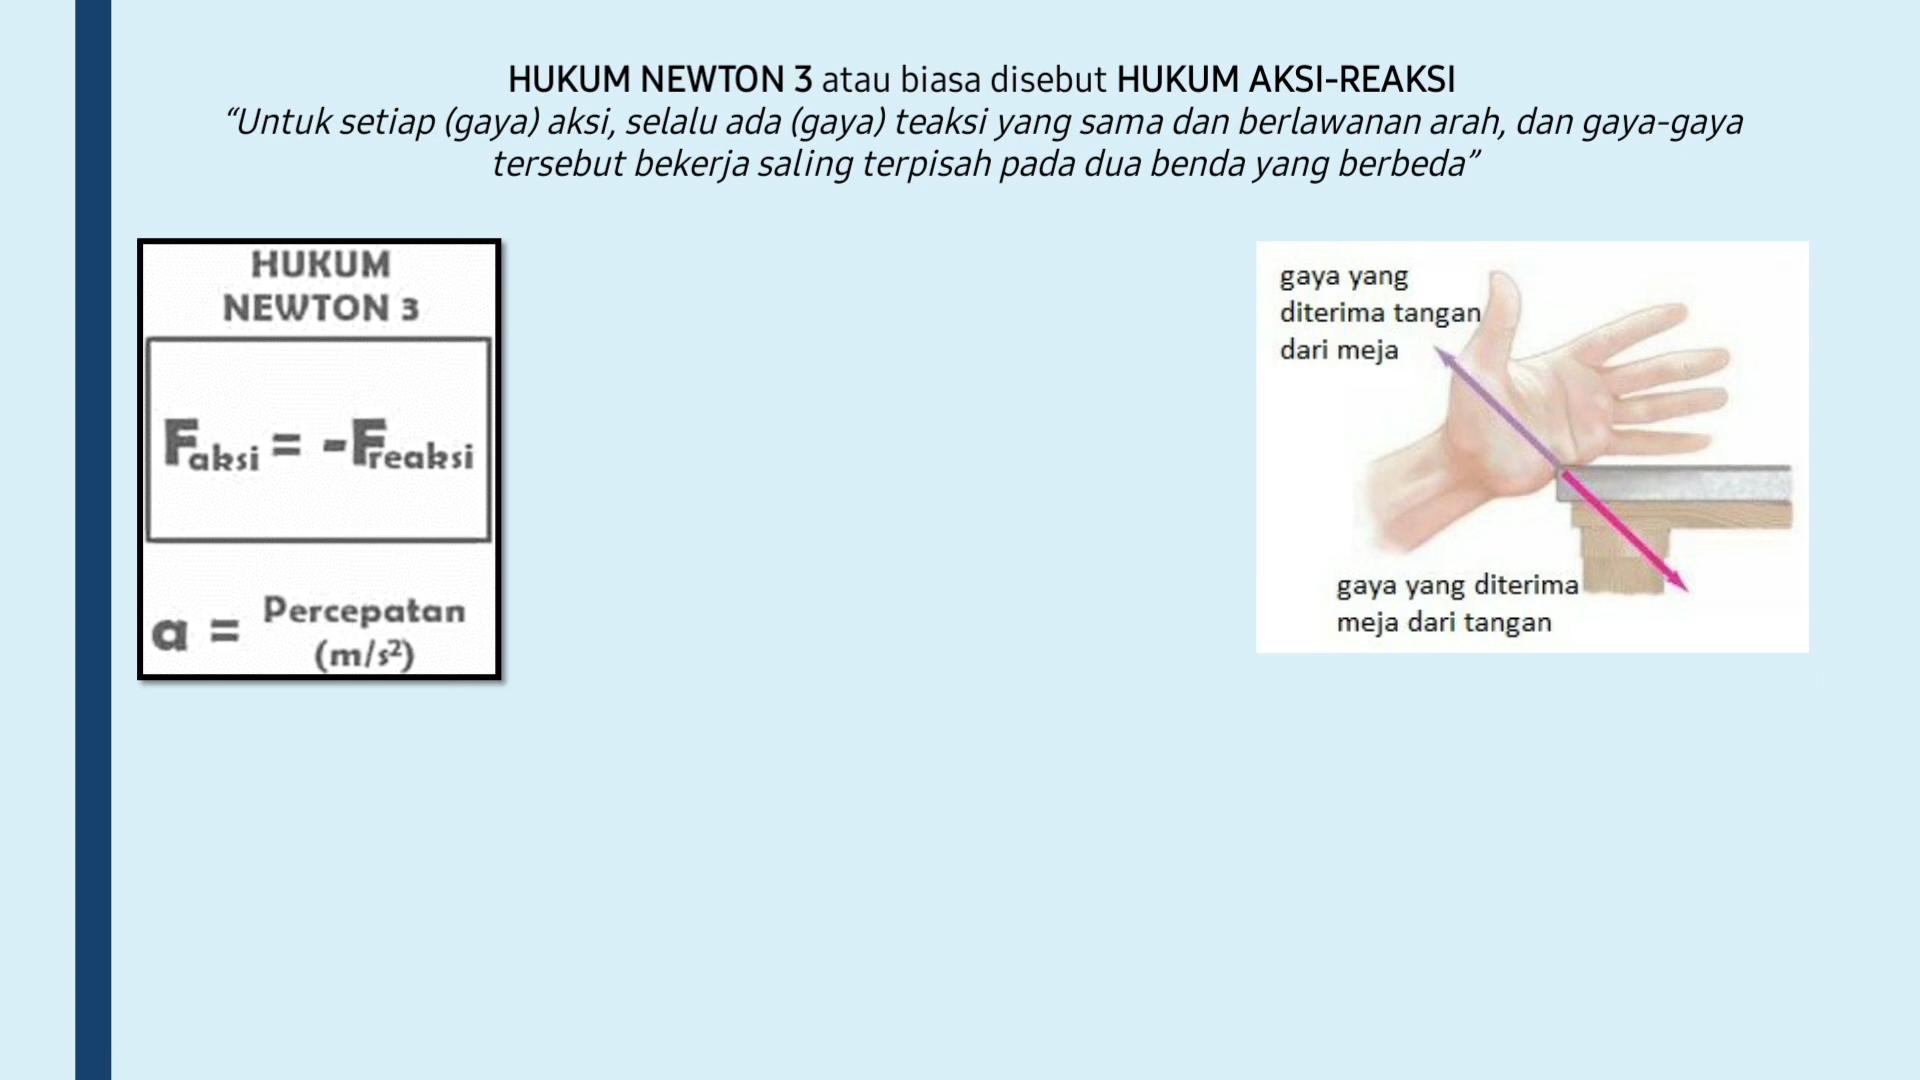 HUKUM NEWTON 3 atau biasa disebut HUKUM AKSI-REAKSI
“Untuk setiap (gaya) aksi, selalu ada (gaya) teaksi yang sama dan berlawanan arah, dan gaya-gaya
tersebut bekerja saling terpisah pada dua benda yang berbeda”
HUKUM
NEWTON 3
Faksi = -Freaksi
a = Percepatan
(m/s²)
gaya yang
diterima tangan
dari meja
gaya yang diterima
meja dari tangan